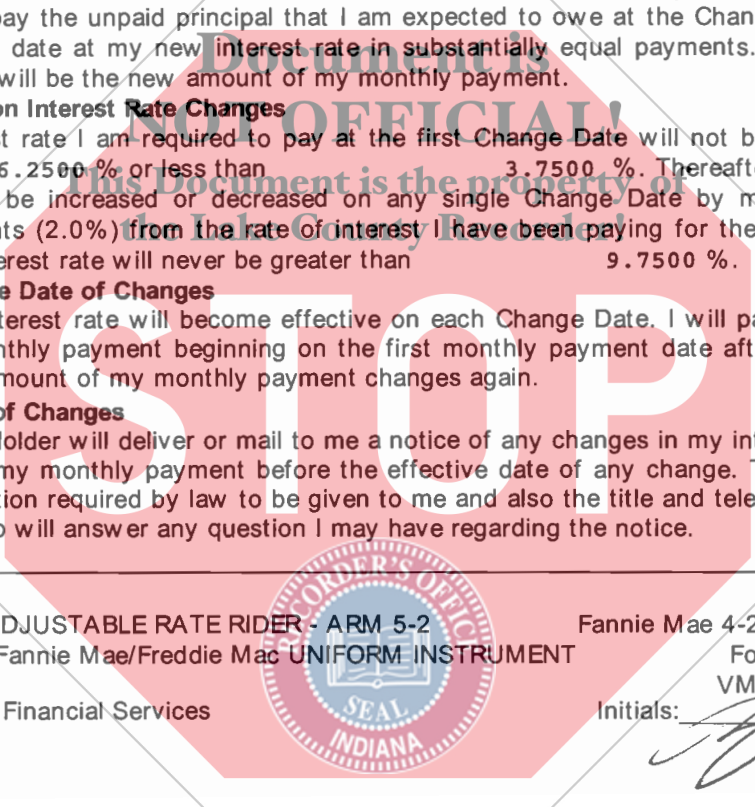 pay the unpaid principal that I am expected to owe at the Chan
date at my new interest rate in substantially equal payments.
will be the new amount of my monthly payment.
on Interest Rate Changes
t rate I am required to pay at the first Change Date will not b
6.2500 % or less than 3.7500 %. Thereafte
be increased or decreased on any single Change Date by m
nts (2.0%) from the rate of interest I have been paying for the
erest rate will never be greater than 9.7500 %.
e Date of Changes
nterest rate will become effective on each Change Date. I will pa
nthly payment beginning on the first monthly payment date aft
mount of my monthly payment changes again.
of Changes
Holder will deliver or mail to me a notice of any changes in my in
my monthly payment before the effective date of any change. T
tion required by law to be given to me and also the title and tele
o will answer any question I may have regarding the notice.
Document is
NOT OFFICIAL!
This Document is the property of
the Lake County Recorder!
STOP
DJUSTABLE RATE RIDER - ARM 5-2 Fannie Mae 4-2
Fannie Mae/Freddie Mac UNIFORM INSTRUMENT Fo
VM
Financial Services Initials:
RECORDER'S OFFICE
SEAL
INDIANA